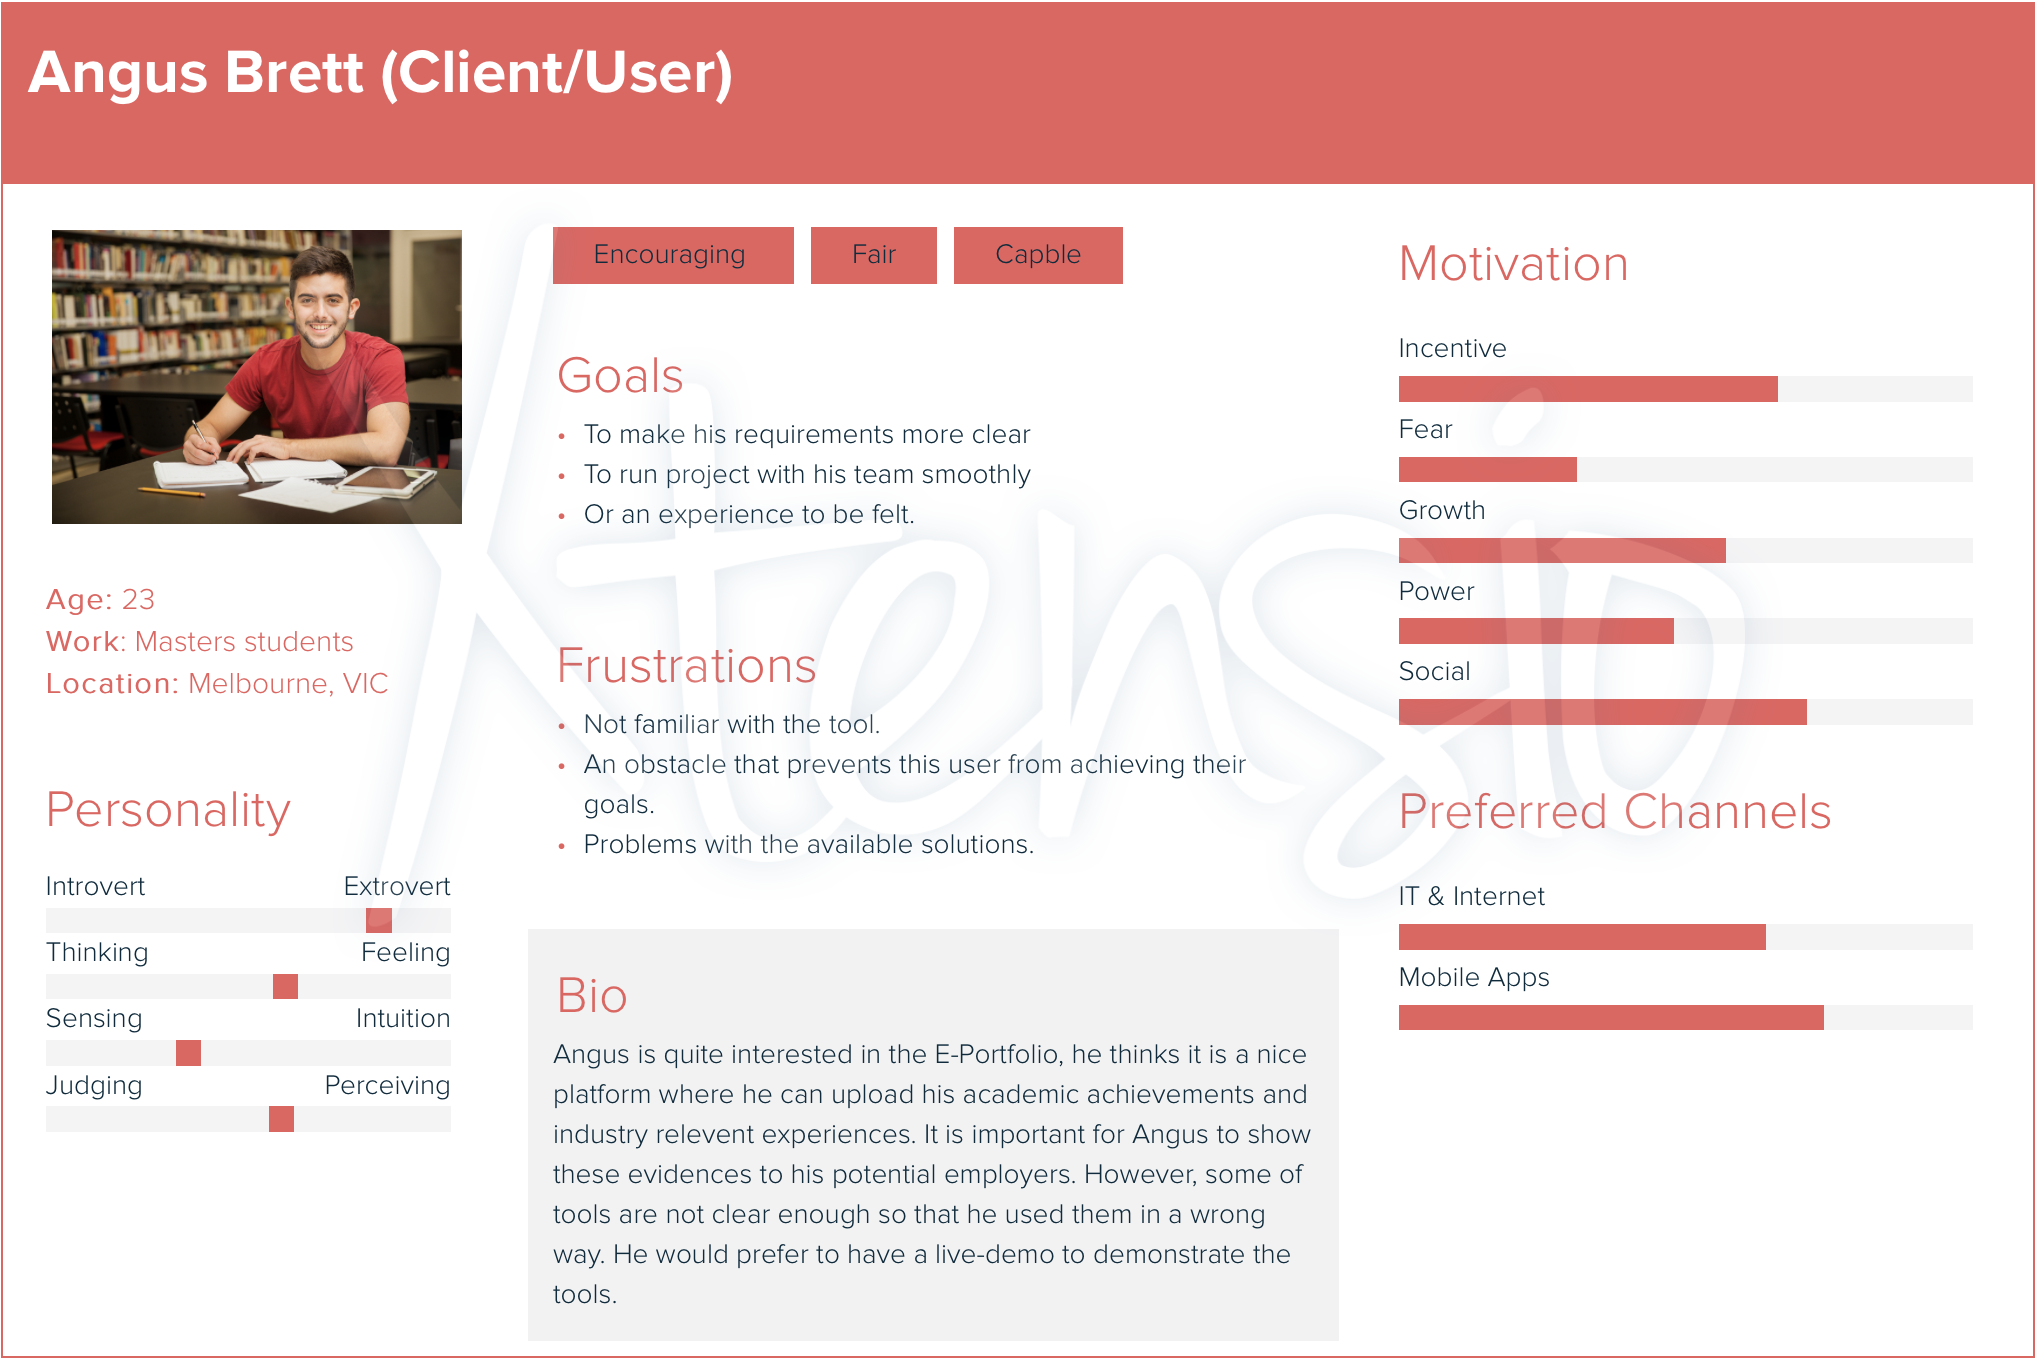 Angus Brett (Client/User)
Encouraging
Fair
Capble
Age: 23
Work: Masters students
Location: Melbourne, VIC
Personality
Introvert Extrovert
Thinking Feeling
Sensing Intuition
Judging Perceiving
Goals
• To make his requirements more clear
• To run project with his team smoothly
• Or an experience to be felt.
Frustrations
• Not familiar with the tool.
• An obstacle that prevents this user from achieving their
goals.
• Problems with the available solutions.
Bio
Angus is quite interested in the E-Portfolio, he thinks it is a nice
platform where he can upload his academic achievements and
industry relevent experiences. It is important for Angus to show
these evidences to his potential employers. However, some of
tools are not clear enough so that he used them in a wrong
way. He would prefer to have a live-demo to demonstrate the
tools.
Motivation
Incentive
Fear
Growth
Power
Social
Preferred Channels
IT & Internet
Mobile Apps
Xtensio